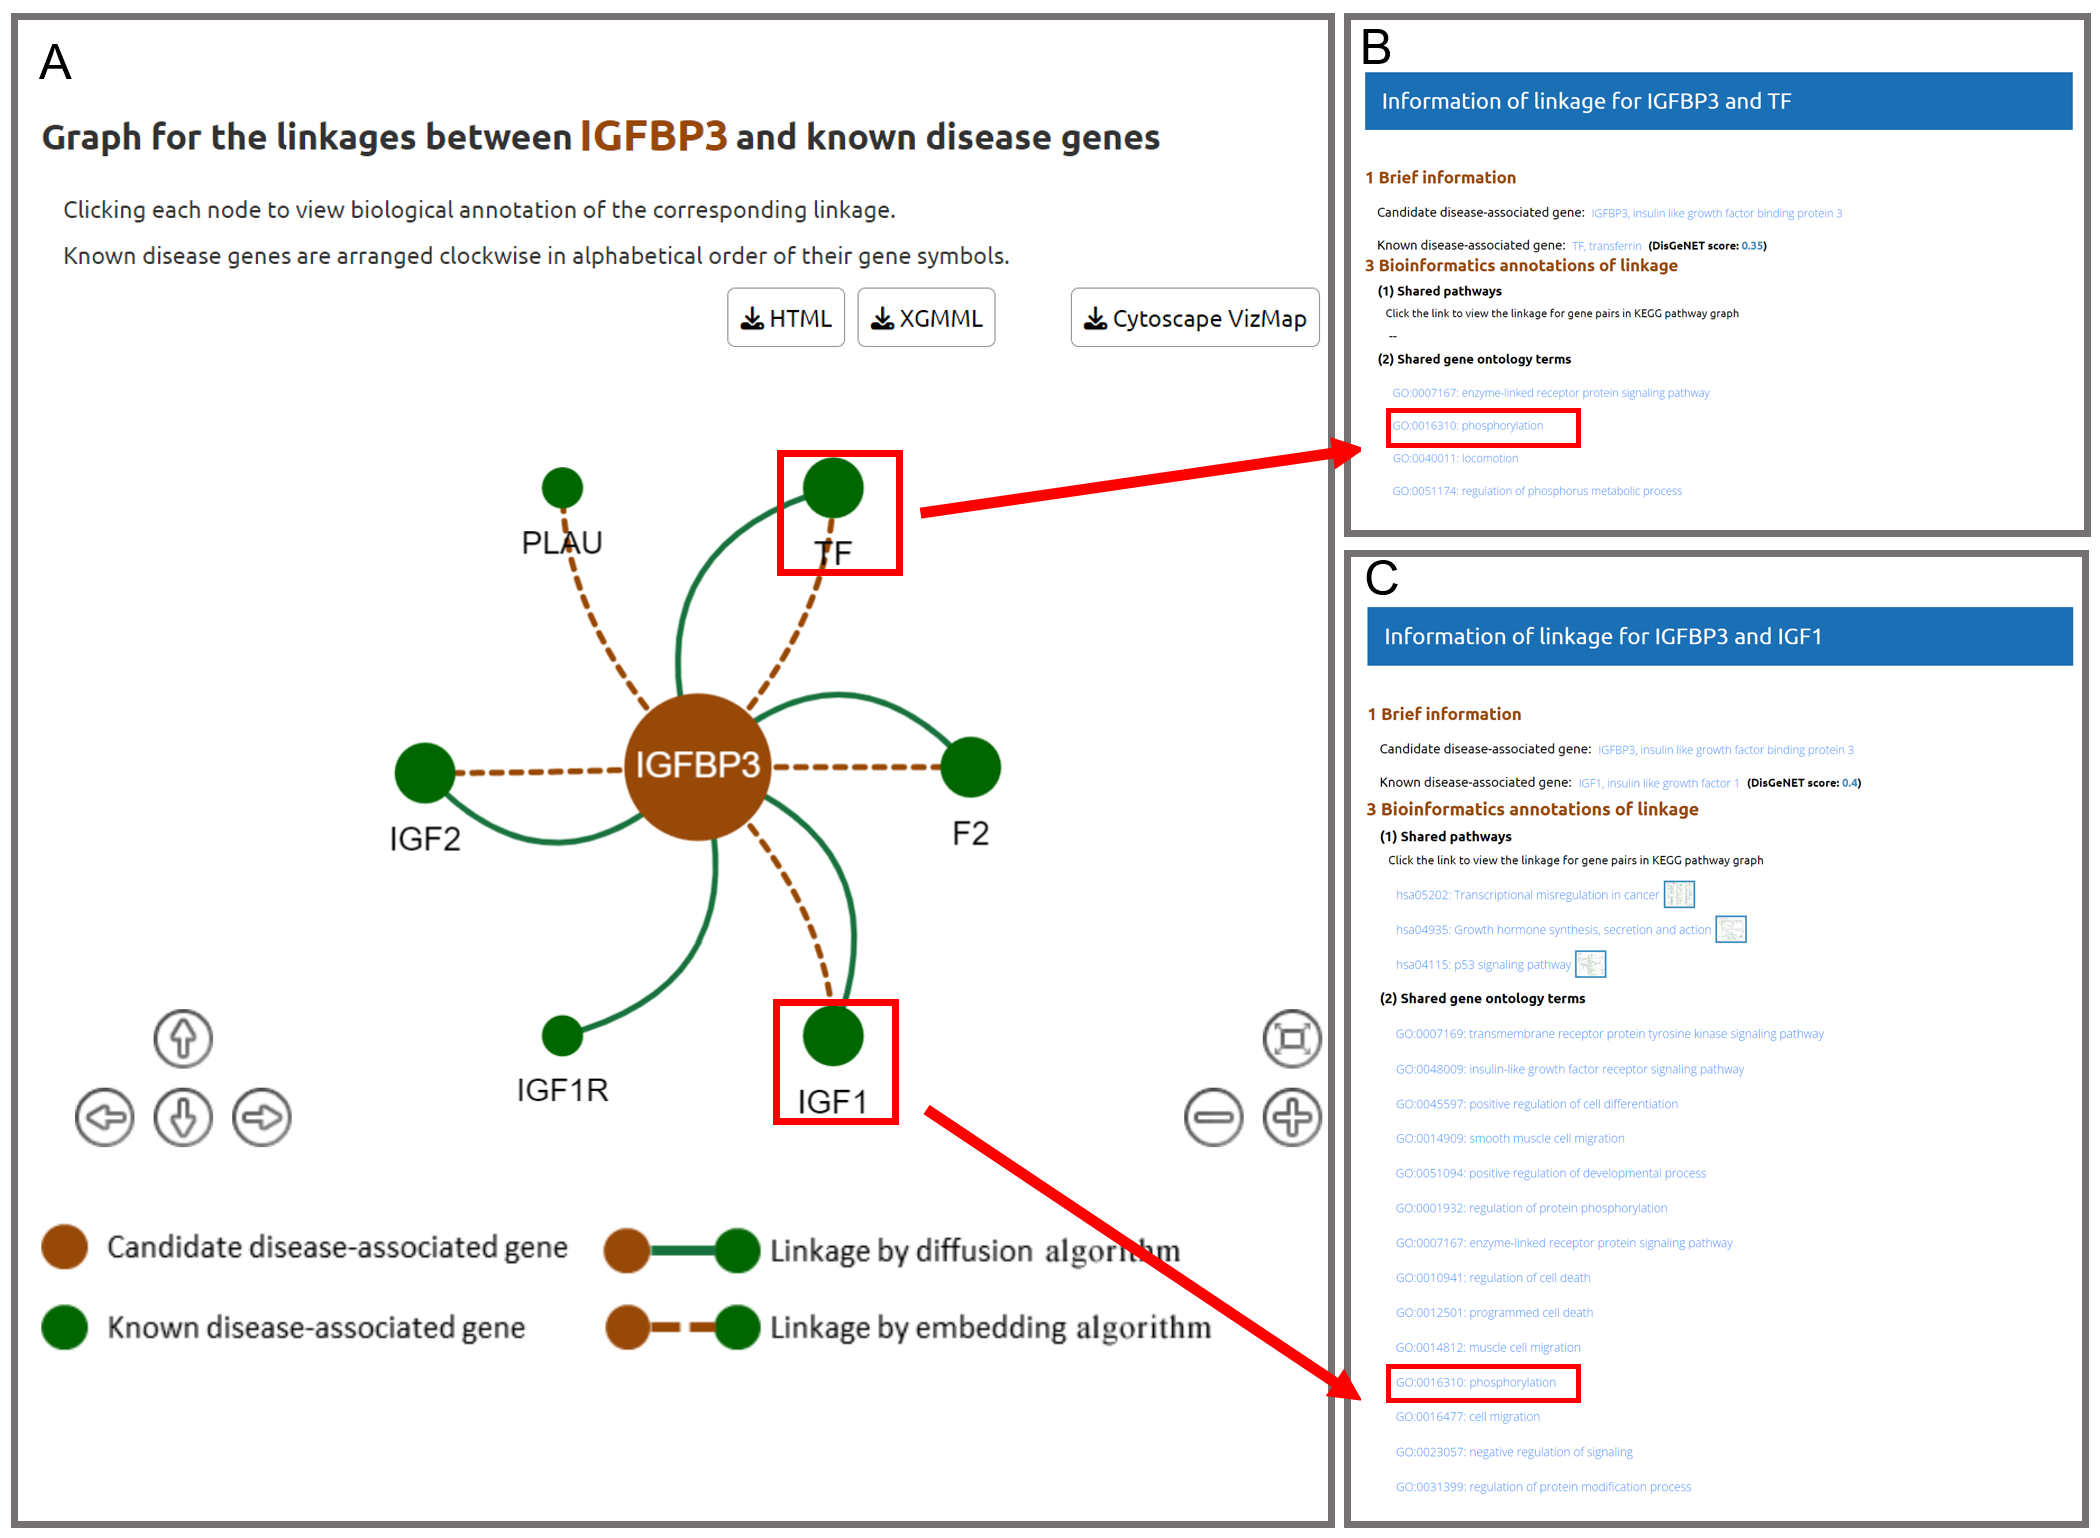 A
Graph for the linkages between IGFBP3 and known disease genes
Clicking each node to view biological annotation of the corresponding linkage.
Known disease genes are arranged clockwise in alphabetical order of their gene symbols.
HTML
XGMML
Cytoscape VizMap
PLAU
TF
IGFBP3
IGF2
F2
IGF1R
IGF1
Candidate disease-associated gene
Linkage by diffusion algorithm
Known disease-associated gene
Linkage by embedding algorithm
B
Information of linkage for IGFBP3 and TF
1 Brief information
Candidate disease-associated gene: IGFBP3, insulin like growth factor binding protein 3
Known disease-associated gene: TF, transferrin (DisGeNET score: 0.35)
3 Bioinformatics annotations of linkage
(1) Shared pathways
Click the link to view the linkage for gene pairs in KEGG pathway graph
--
(2) Shared gene ontology terms
GO:0007167: enzyme-linked receptor protein signaling pathway
GO:0016310: phosphorylation
GO:0040011: locomotion
GO:0051174: regulation of phosphorus metabolic process
C
Information of linkage for IGFBP3 and IGF1
1 Brief information
Candidate disease-associated gene: IGFBP3, insulin like growth factor binding protein 3
Known disease-associated gene: IGF1, insulin like growth factor 1 (DisGeNET score: 0.4)
3 Bioinformatics annotations of linkage
(1) Shared pathways
Click the link to view the linkage for gene pairs in KEGG pathway graph
hsa05202: Transcriptional misregulation in cancer
hsa04935: Growth hormone synthesis, secretion and action
hsa04115: p53 signaling pathway
(2) Shared gene ontology terms
GO:0007169: transmembrane receptor protein tyrosine kinase signaling pathway
GO:0048009: insulin-like growth factor receptor signaling pathway
GO:0045597: positive regulation of cell differentiation
GO:0014909: smooth muscle cell migration
GO:0051094: positive regulation of developmental process
GO:0001932: regulation of protein phosphorylation
GO:0007167: enzyme-linked receptor protein signaling pathway
GO:0010941: regulation of cell death
GO:0012501: programmed cell death
GO:0014812: muscle cell migration
GO:0016310: phosphorylation
GO:0016477: cell migration
GO:0023057: negative regulation of signaling
GO:0031399: regulation of protein modification process